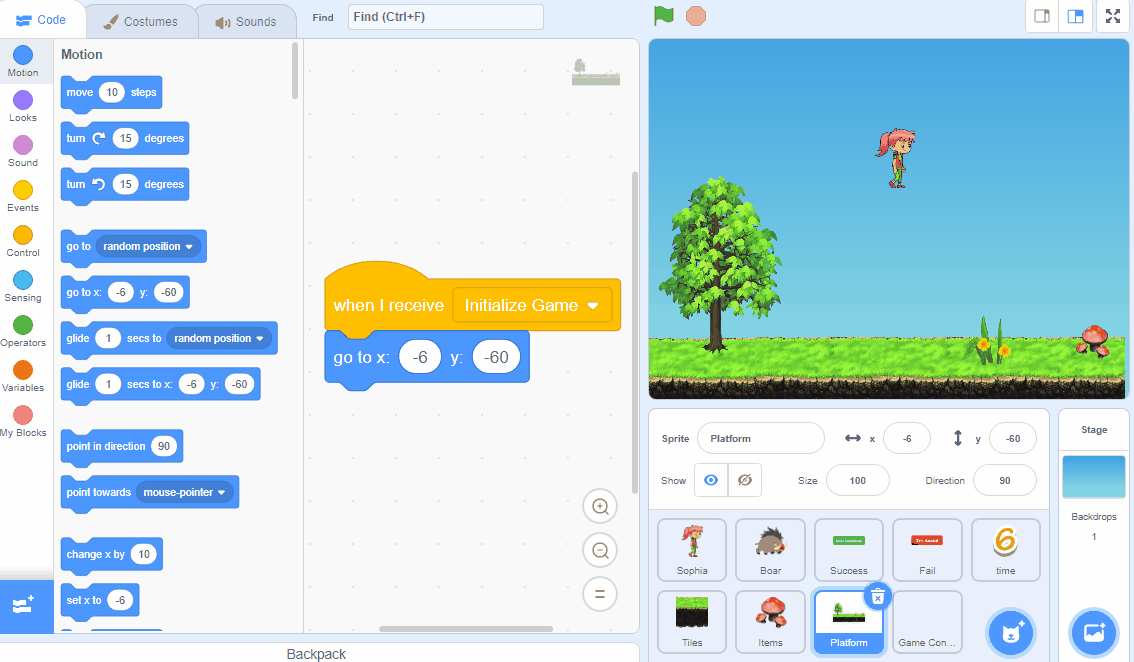 Code
Costumes
Sounds
Find
Find (Ctrl+F)
Motion
Looks
Sound
Events
Control
Sensing
Operators
Variables
My Blocks
Motion
move 10 steps
turn 15 degrees
turn 15 degrees
go to random position
go to x: -6 y: -60
glide 1 secs to random position
glide 1 secs to x: -6 y: -60
point in direction 90
point towards mouse-pointer
change x by 10
set x to -6
when I receive Initialize Game
go to x: -6 y: -60
Backpack
Sprite Platform x -6 y -60
Show Size 100 Direction 90
Sophia
Boar
Success
Fail
time
Tiles
Items
Platform
Game Con...
Stage
Backdrops
1